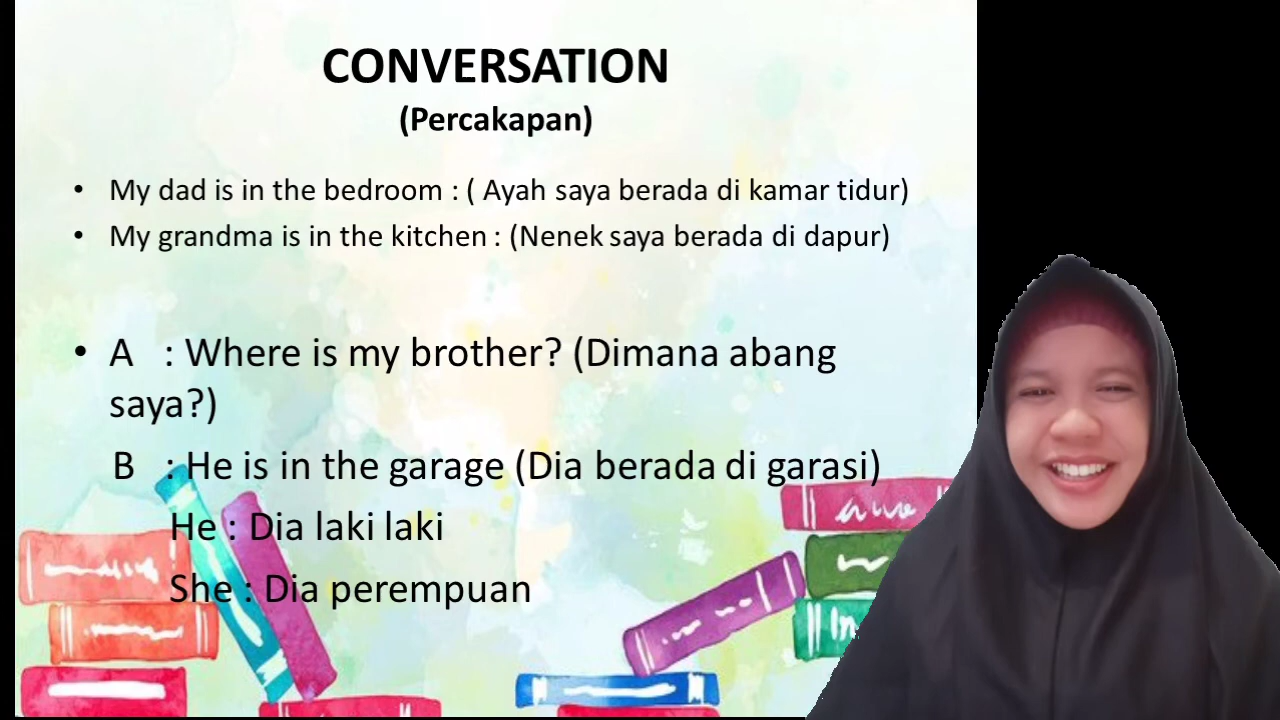 CONVERSATION
(Percakapan)
• My dad is in the bedroom : ( Ayah saya berada di kamar tidur)
• My grandma is in the kitchen : (Nenek saya berada di dapur)
• A : Where is my brother? (Dimana abang
saya?)
B : He is in the garage (Dia berada di garasi)
He : Dia laki laki
She : Dia perempuan